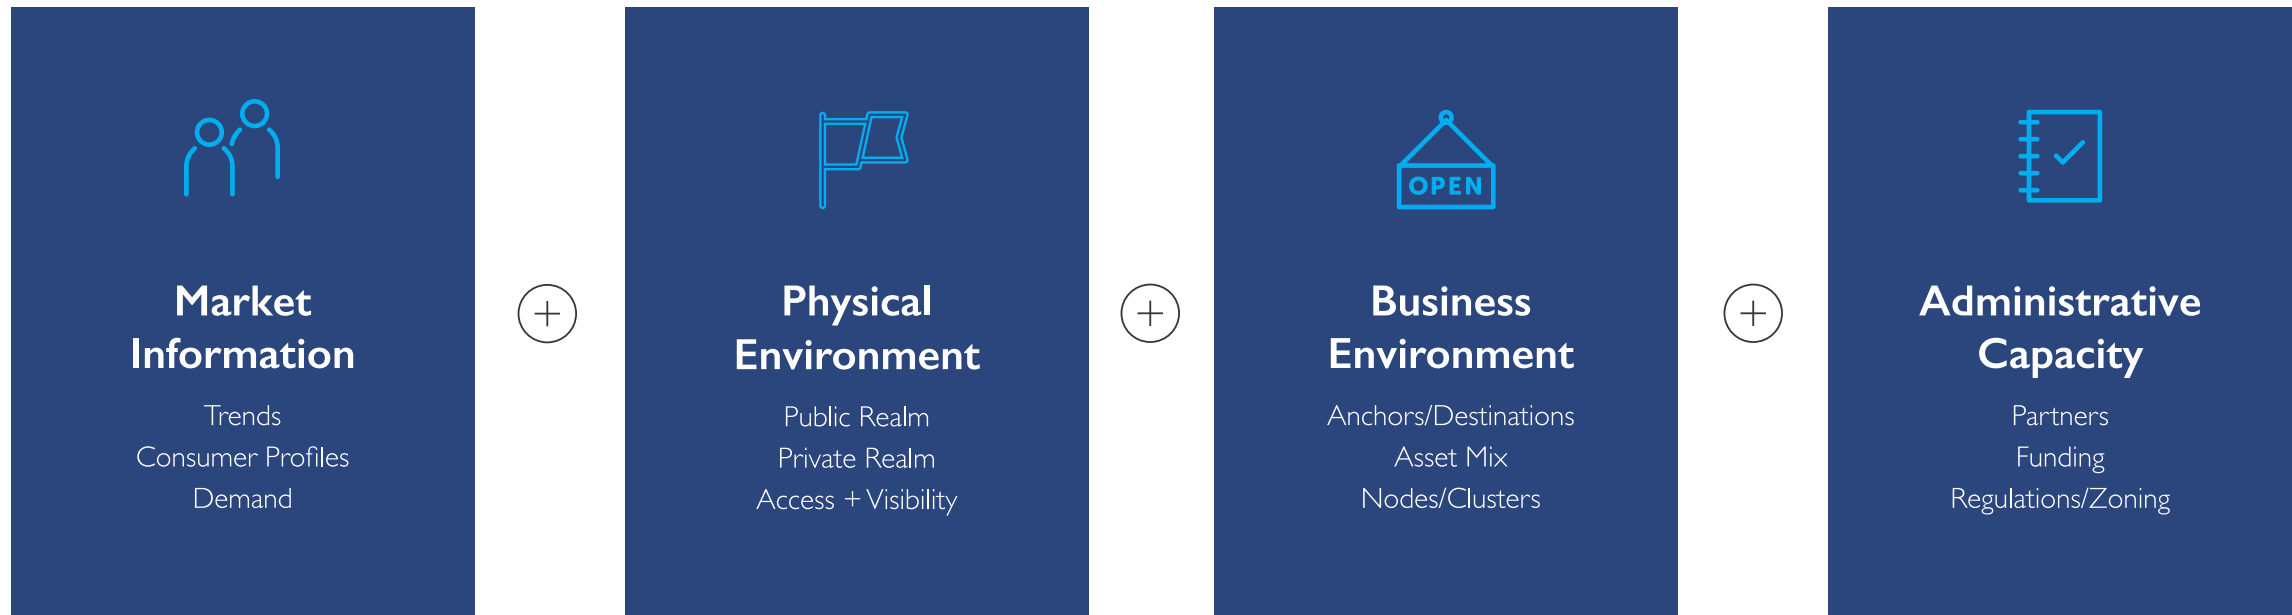 Market
Information
Trends
Consumer Profiles
Demand
+
Physical
Environment
Public Realm
Private Realm
Access + Visibility
+
OPEN
Business
Environment
Anchors/Destinations
Asset Mix
Nodes/Clusters
+
Administrative
Capacity
Partners
Funding
Regulations/Zoning